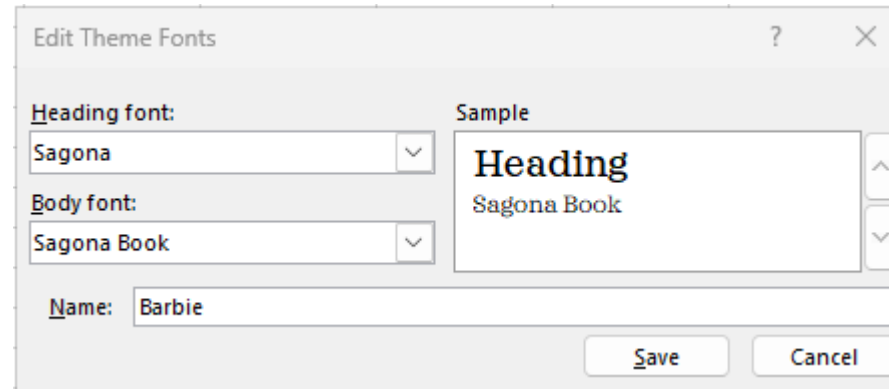 Edit Theme Fonts
?
Heading font:
Sagona
Body font:
Sagona Book
Sample
Heading
Sagona Book
Name: Barbie
Save
Cancel